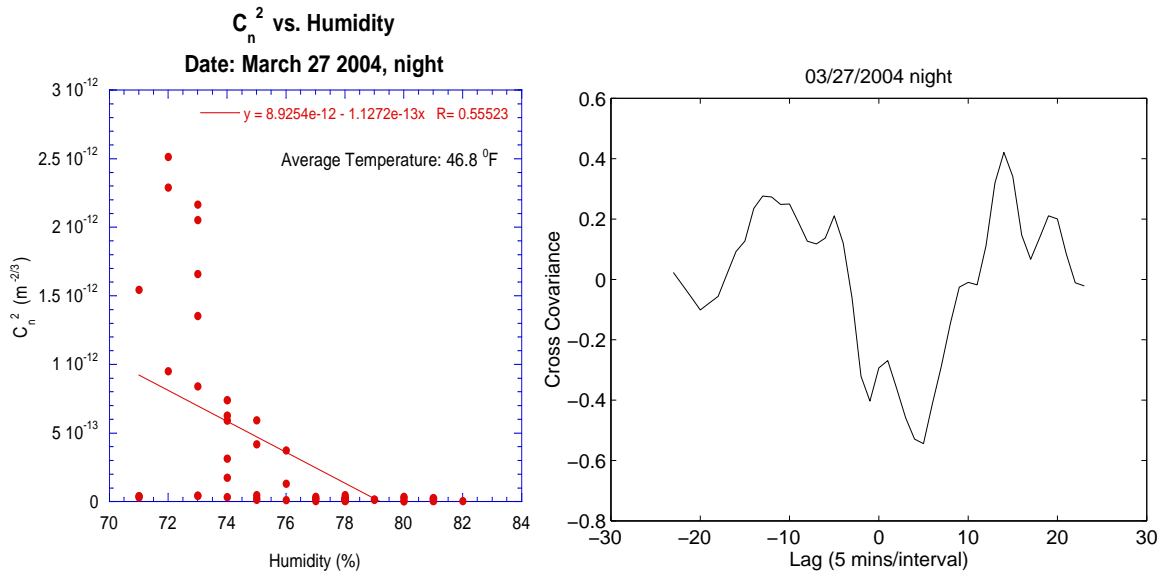 Cn² vs. Humidity
Date: March 27 2004, night
y = 8.9254e-12 - 1.1272e-13x R= 0.55523
Average Temperature: 46.8 ⁰F
3 10⁻¹²
2.5 10⁻¹²
2 10⁻¹²
1.5 10⁻¹²
1 10⁻¹²
5 10⁻¹³
0
Cn² (m⁻²/³)
70 72 74 76 78 80 82 84
Humidity (%)
03/27/2004 night
0.6
0.4
0.2
0
−0.2
−0.4
−0.6
−0.8
Cross Covariance
−30 −20 −10 0 10 20 30
Lag (5 mins/interval)